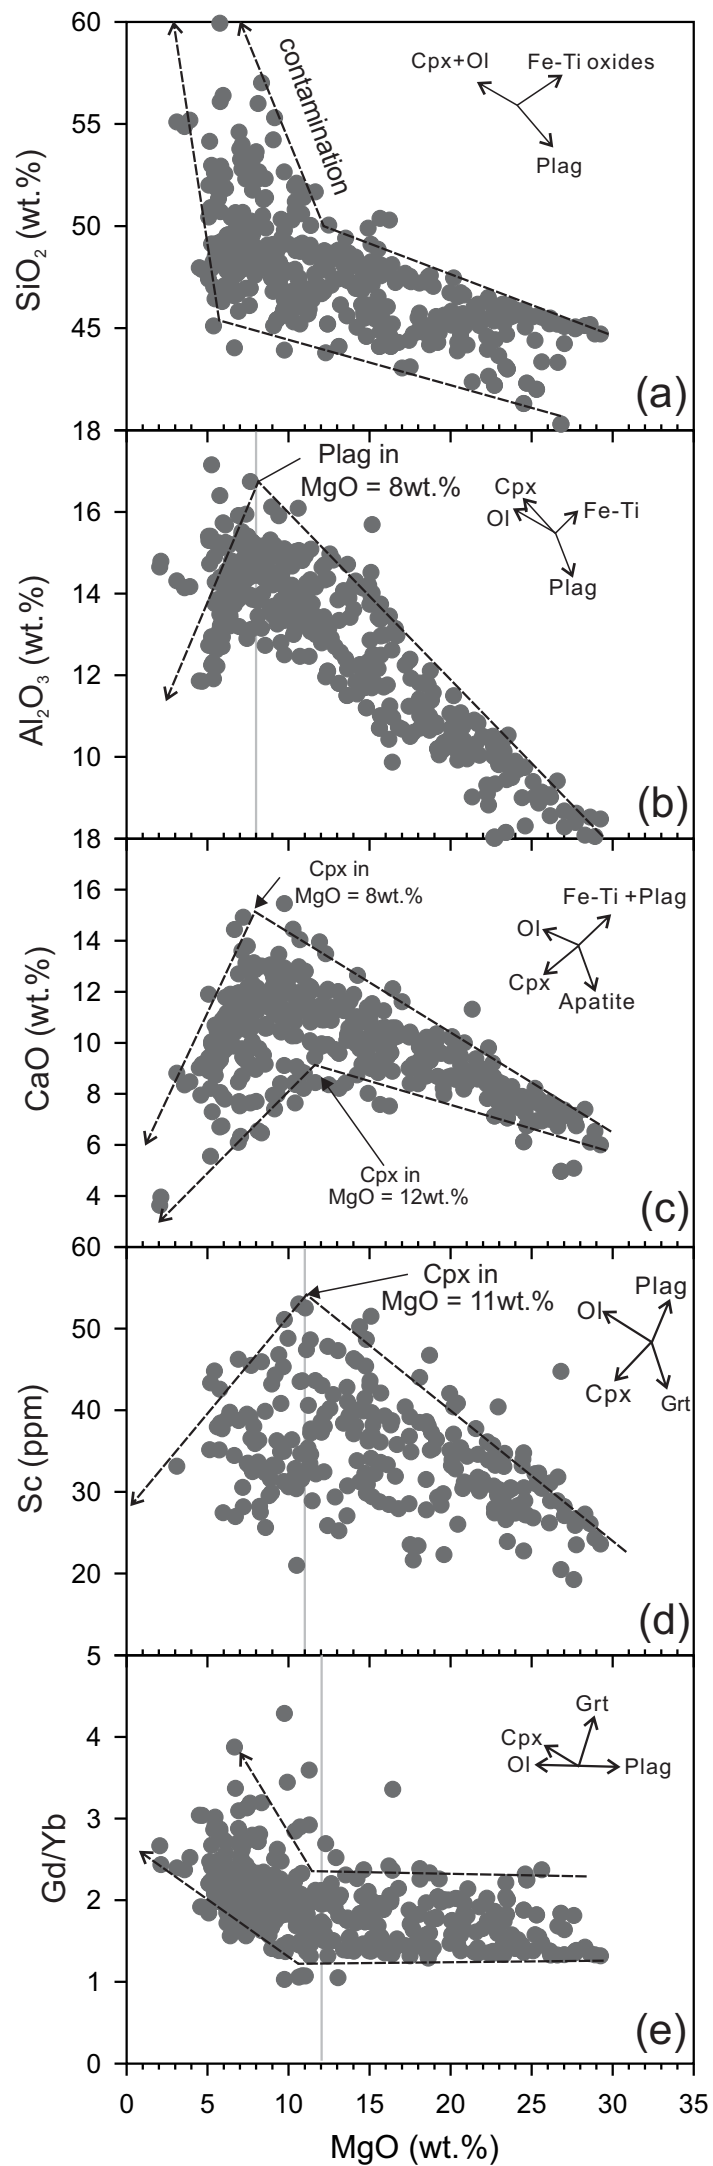 60
contamination
Cpx+Ol
Fe-Ti oxides
Plag
55
50
45
SiO₂ (wt.%)
(a)
18
Plag in
MgO = 8wt.%
Cpx
Ol
Fe-Ti
Plag
16
14
12
10
Al₂O₃ (wt.%)
(b)
18
Cpx in
MgO = 8wt.%
Fe-Ti +Plag
Ol
Cpx
Apatite
16
14
12
10
8
6
4
CaO (wt.%)
Cpx in
MgO = 12wt.%
(c)
60
Cpx in
MgO = 11wt.%
Plag
Ol
Cpx
Grt
50
40
30
20
Sc (ppm)
(d)
5
Grt
Cpx
Ol
Plag
4
3
2
1
0
Gd/Yb
(e)
0 5 10 15 20 25 30 35
MgO (wt.%)